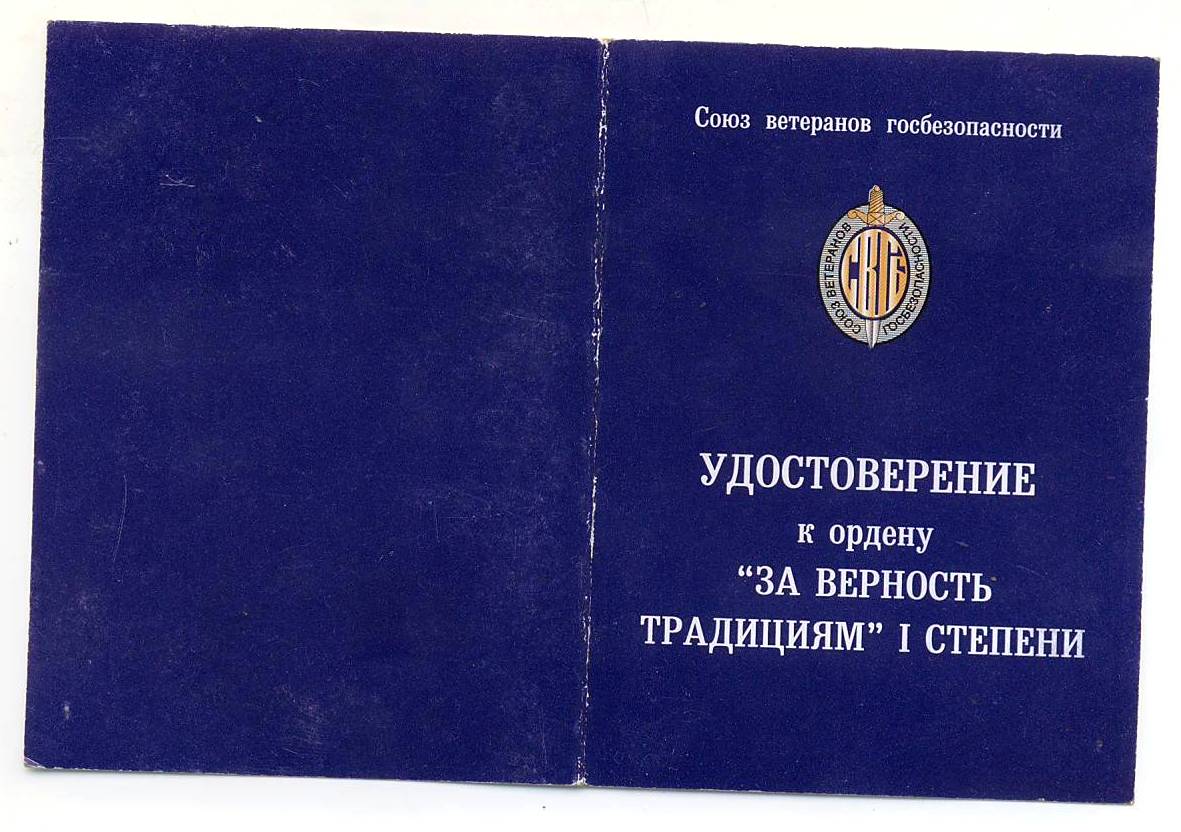 Союз ветеранов госбезопасности
СОЮЗ ВЕТЕРАНОВ
ГОСБЕЗОПАСНОСТИ
СВГБ
УДОСТОВЕРЕНИЕ
к ордену
“ЗА ВЕРНОСТЬ
ТРАДИЦИЯМ” I СТЕПЕНИ